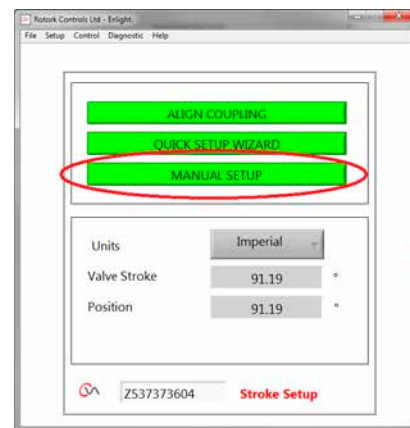 Rotork Controls Ltd - Enlight.
File Setup Control Diagnostic Help
ALIGN COUPLING
QUICK SETUP WIZARD
MANUAL SETUP
Units Imperial
Valve Stroke 91.19 °
Position 91.19 °
Z537373604 Stroke Setup